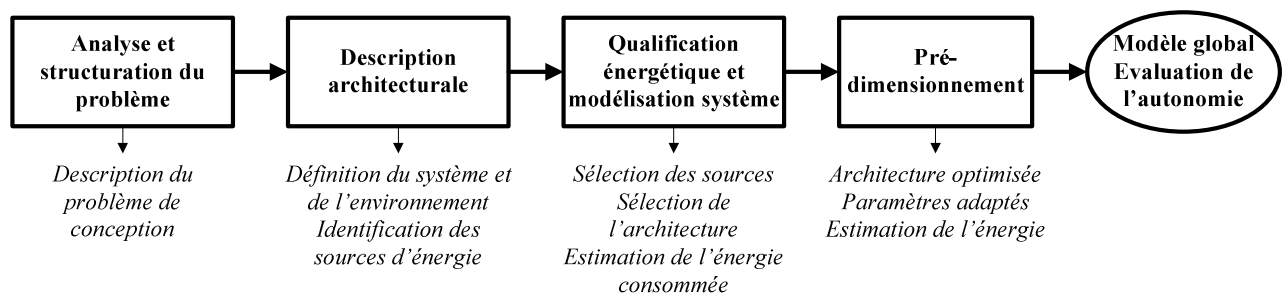 Analyse et
structuration du
problème
Description
architecturale
Qualification
énergétique et
modélisation système
Pré-
dimensionnement
Modèle global
Evaluation de
l’autonomie
Description du
problème de
conception
Définition du système et
de l’environnement
Identification des
sources d’énergie
Sélection des sources
Sélection de
l’architecture
Estimation de l’énergie
consommée
Architecture optimisée
Paramètres adaptés
Estimation de l’énergie